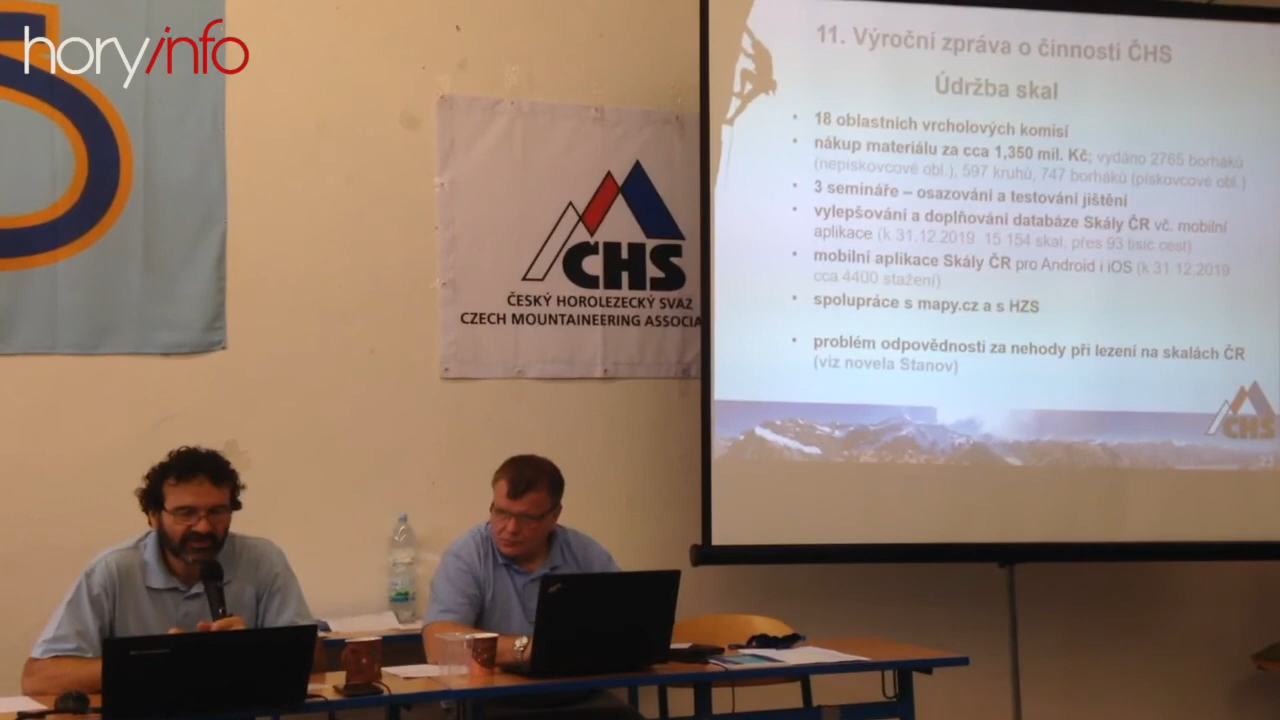 hory/info
ČHS
ČESKÝ HOROLEZECKÝ SVAZ
CZECH MOUNTAINEERING ASSOCIA
11. Výroční zpráva o činnosti ČHS
Údržba skal
• 18 oblastních vrcholových komisí
• nákup materiálu za cca 1,350 mil. Kč; vydáno 2765 borháků
(nepískovcové obl.), 597 kruhů, 747 borháků (pískovcové obl.)
• 3 semináře – osazování a testování jištění
• vylepšování a doplňování databáze Skály ČR vč. mobilní
aplikace (k 31.12.2019 15 154 skal, přes 93 tisíc cest)
• mobilní aplikace Skály ČR pro Android i iOS (k 31.12.2019
cca 4400 stažení)
• spolupráce s mapy.cz a s HZS
• problém odpovědnosti za nehody při lezení na skalách ČR
(viz novela Stanov)
ČHS